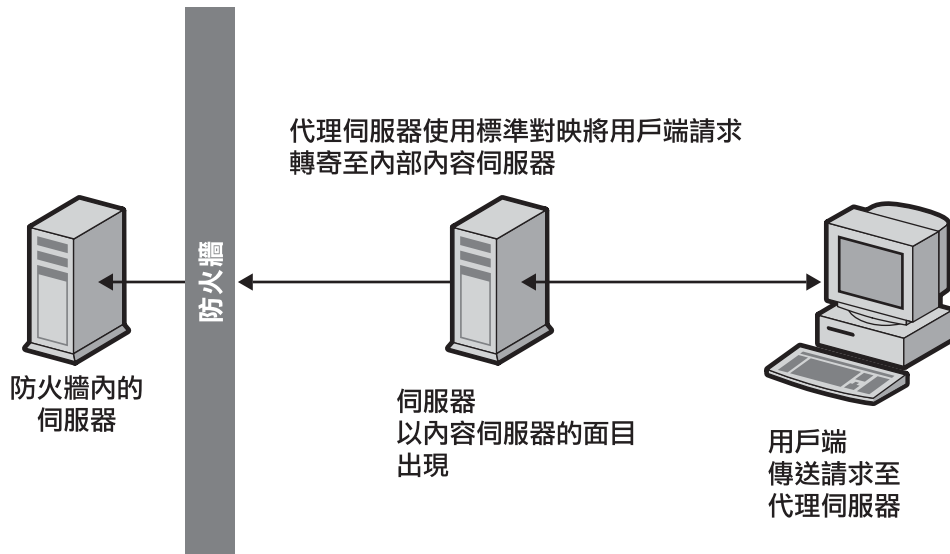 代理伺服器使用標準對映將用戶端請求
轉寄至內部內容伺服器
防火牆
防火牆內的
伺服器
伺服器
以內容伺服器的面目
出現
用戶端
傳送請求至
代理伺服器